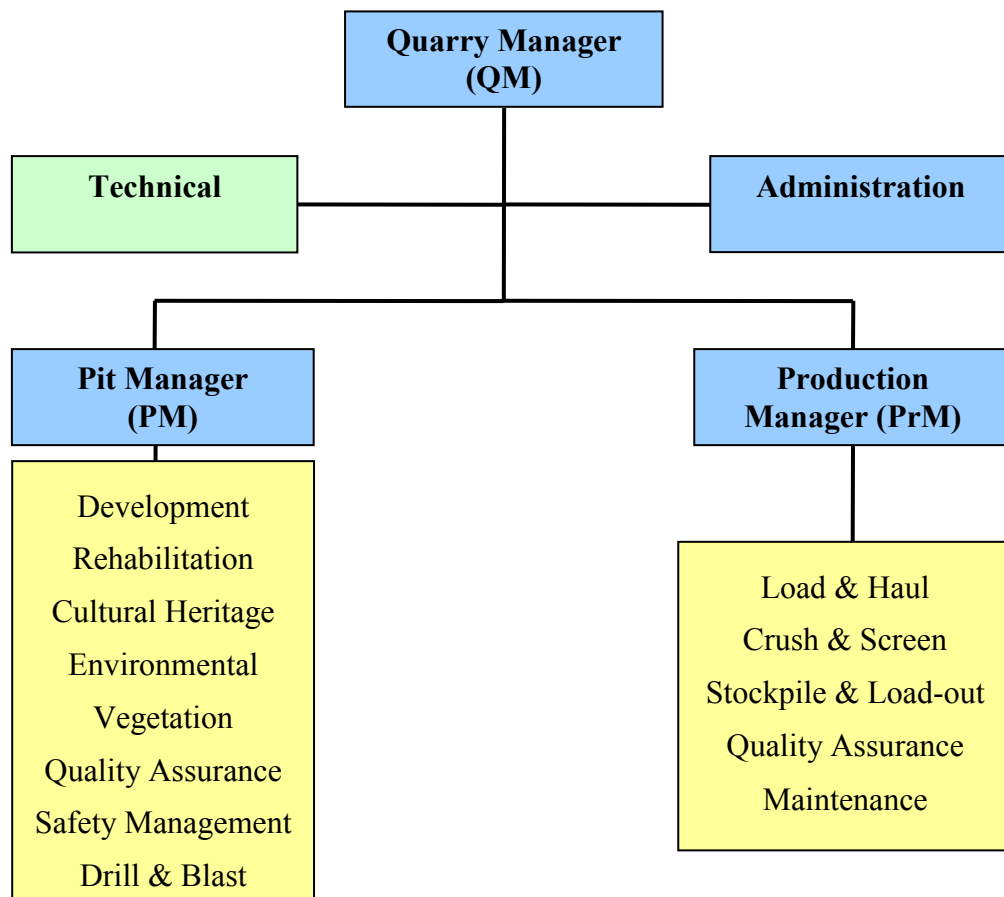 Quarry Manager
(QM)
Technical
Administration
Pit Manager
(PM)
Production
Manager (PrM)
Development
Rehabilitation
Cultural Heritage
Environmental
Vegetation
Quality Assurance
Safety Management
Drill & Blast
Load & Haul
Crush & Screen
Stockpile & Load-out
Quality Assurance
Maintenance